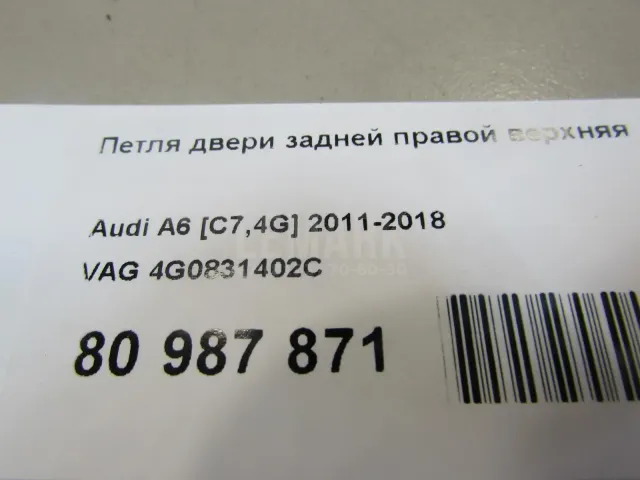 Петля двери задней правой верхняя
Audi A6 [C7,4G] 2011-2018
VAG 4G0831402C
80 987 871